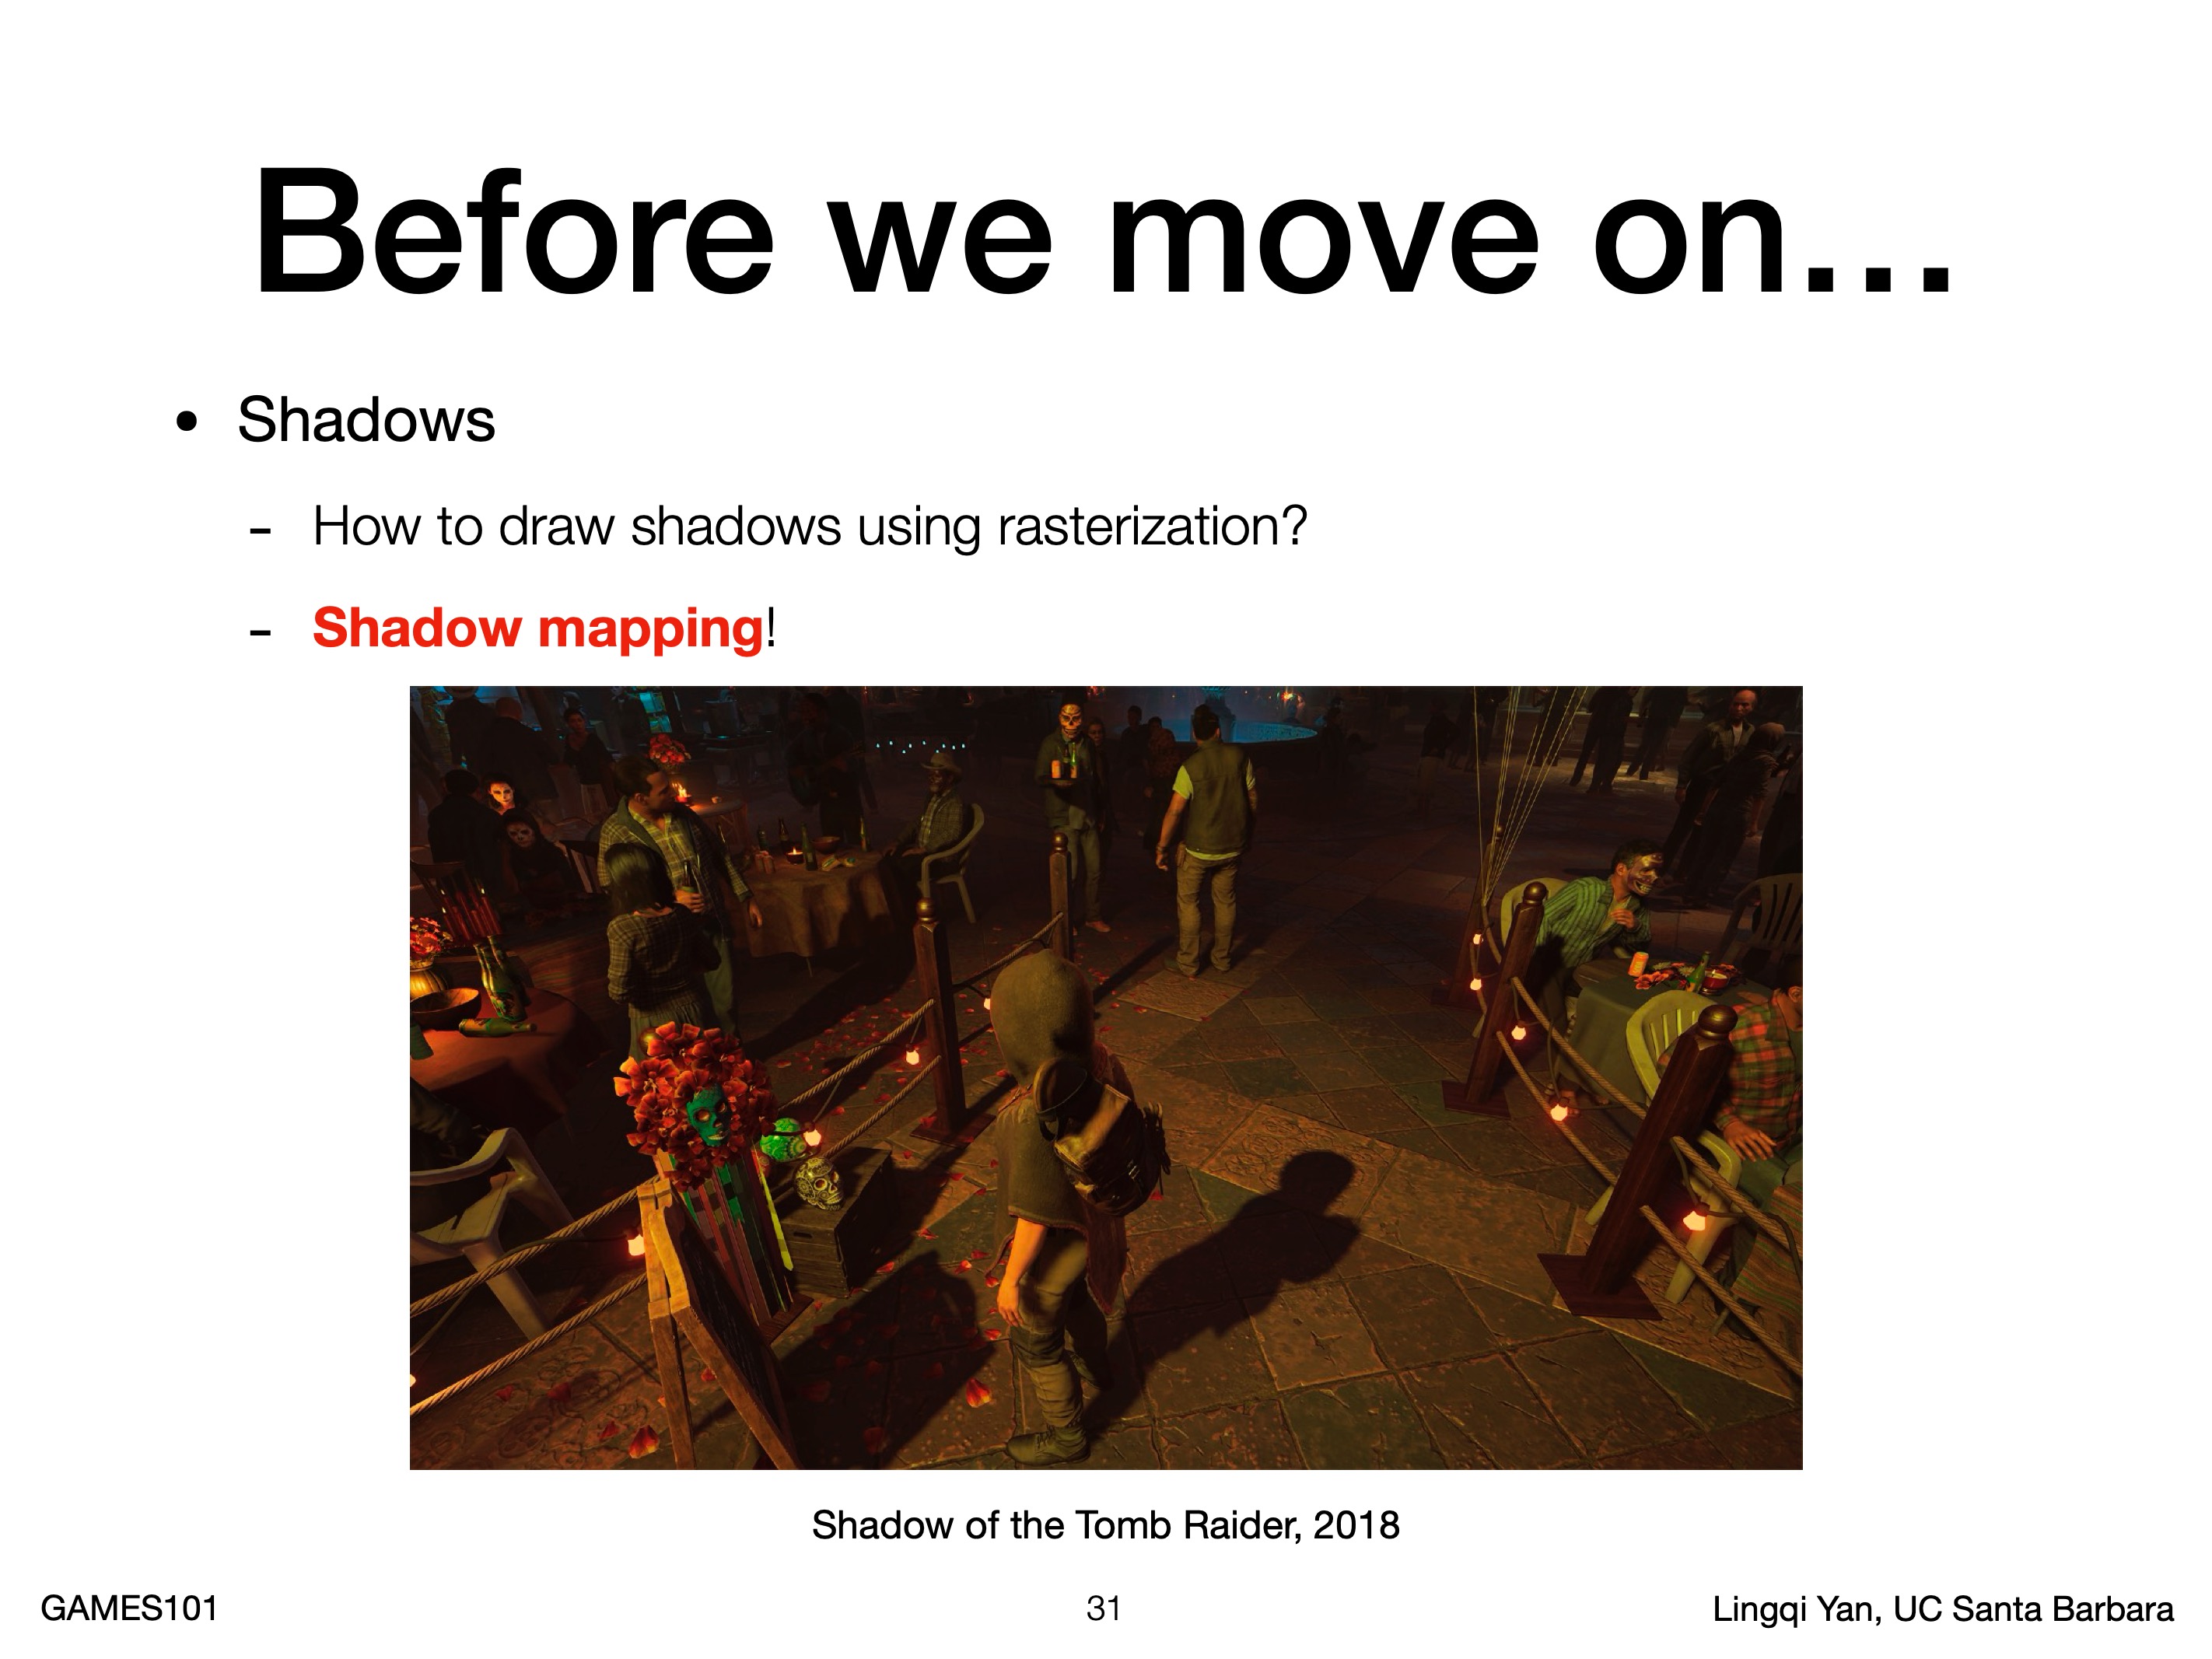 Before we move on…
• Shadows
- How to draw shadows using rasterization?
- Shadow mapping!
Shadow of the Tomb Raider, 2018
GAMES101
31
Lingqi Yan, UC Santa Barbara